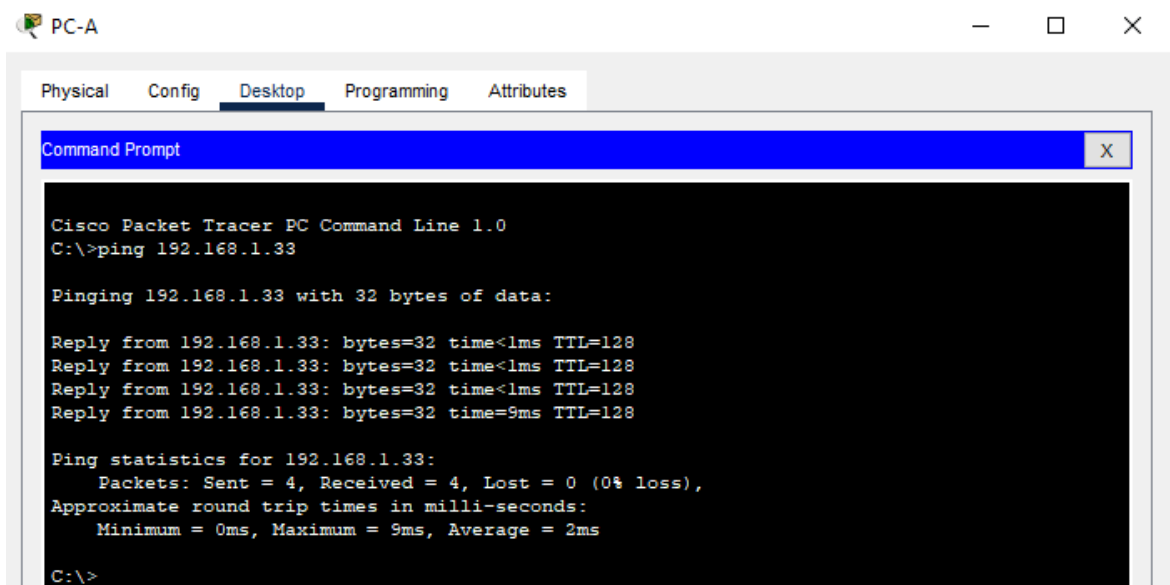 PC-A
Physical Config Desktop Programming Attributes
Command Prompt X
Cisco Packet Tracer PC Command Line 1.0
C:\>ping 192.168.1.33
Pinging 192.168.1.33 with 32 bytes of data:
Reply from 192.168.1.33: bytes=32 time<1ms TTL=128
Reply from 192.168.1.33: bytes=32 time<1ms TTL=128
Reply from 192.168.1.33: bytes=32 time<1ms TTL=128
Reply from 192.168.1.33: bytes=32 time=9ms TTL=128
Ping statistics for 192.168.1.33:
    Packets: Sent = 4, Received = 4, Lost = 0 (0% loss),
Approximate round trip times in milli-seconds:
    Minimum = 0ms, Maximum = 9ms, Average = 2ms
C:\>